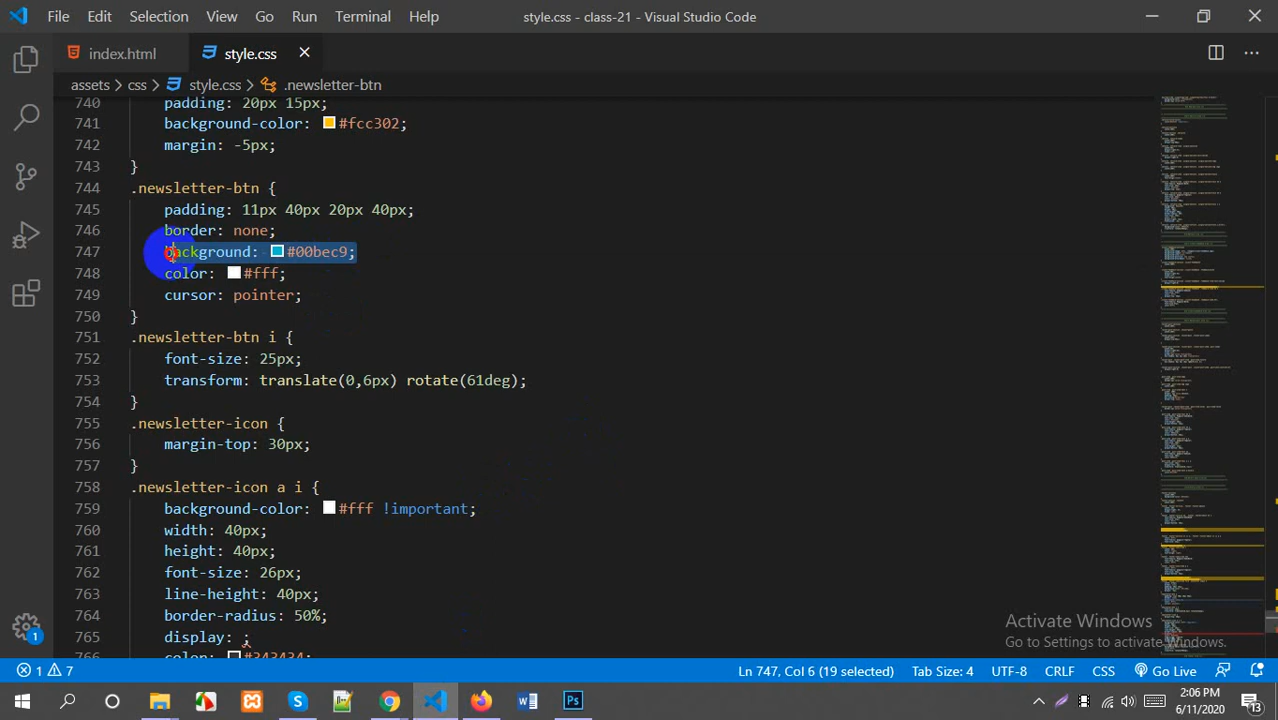 File Edit Selection View Go Run Terminal Help
style.css - class-21 - Visual Studio Code
index.html
style.css
assets > css > style.css > .newsletter-btn
740 padding: 20px 15px;
741 background-color: #fcc302;
742 margin: -5px;
743 }
744 .newsletter-btn {
745 padding: 11px 40px 20px 40px;
746 border: none;
747 background: #00bec9;
748 color: #fff;
749 cursor: pointer;
750 }
751 .newsletter-btn i {
752 font-size: 25px;
753 transform: translate(0,6px) rotate(61deg);
754 }
755 .newsletter-icon {
756 margin-top: 30px;
757 }
758 .newsletter-icon a i {
759 background-color: #fff !important;
760 width: 40px;
761 height: 40px;
762 font-size: 26px;
763 line-height: 40px;
764 border-radius: 50%;
765 display: ;
766 color: #343434;
Activate Windows
Go to Settings to activate Windows.
1
1 7
Ln 747, Col 6 (19 selected)
Tab Size: 4
UTF-8
CRLF
CSS
Go Live
2:06 PM
6/11/2020
13